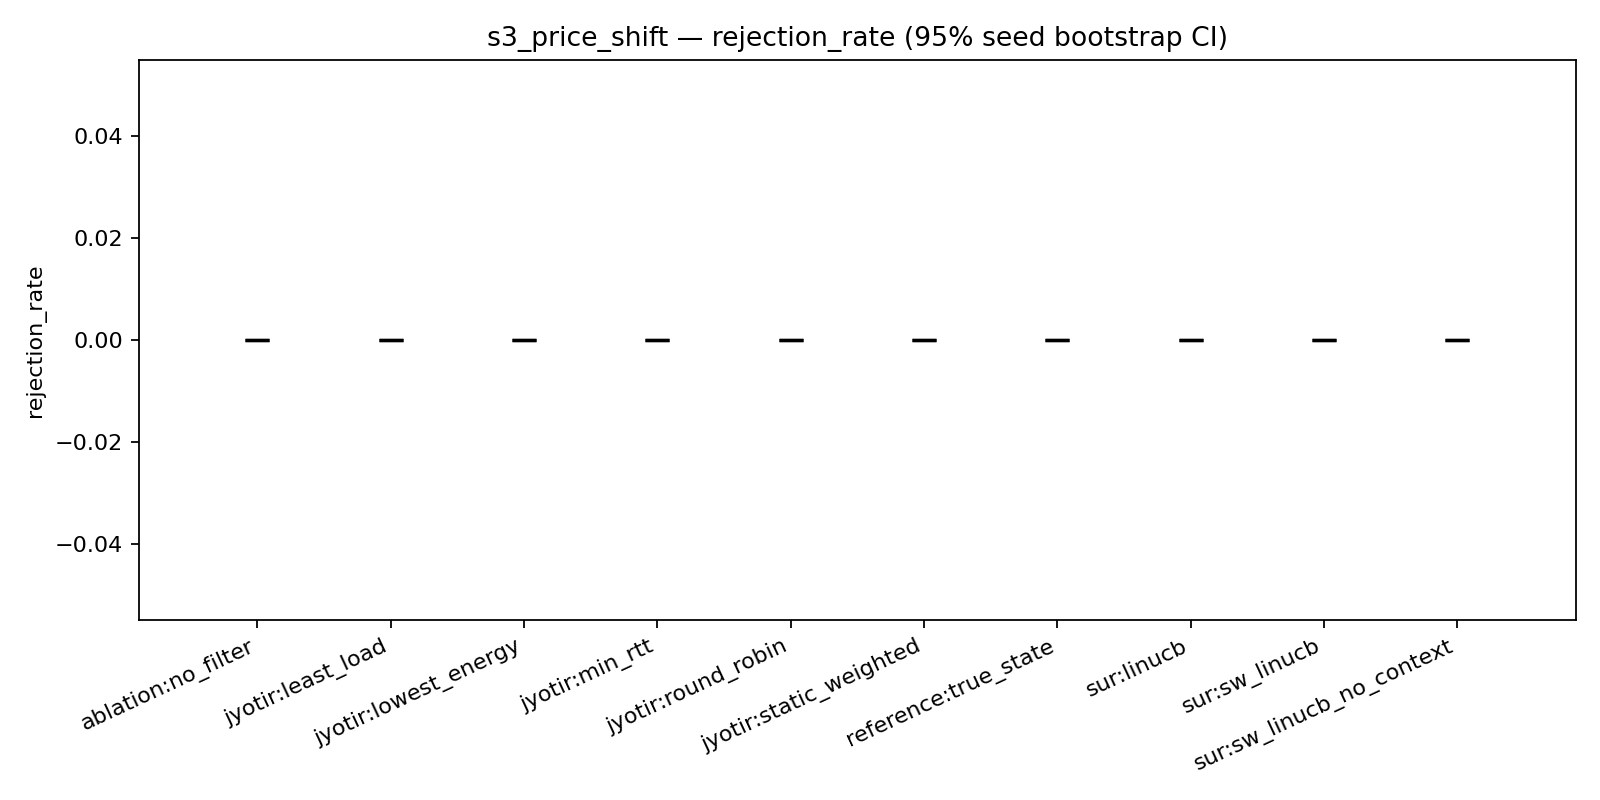 s3_price_shift — rejection_rate (95% seed bootstrap CI)
rejection_rate
0.04
0.02
0.00
−0.02
−0.04
ablation:no_filter
jyotir:least_load
jyotir:lowest_energy
jyotir:min_rtt
jyotir:round_robin
jyotir:static_weighted
reference:true_state
sur:linucb
sur:sw_linucb
sur:sw_linucb_no_context